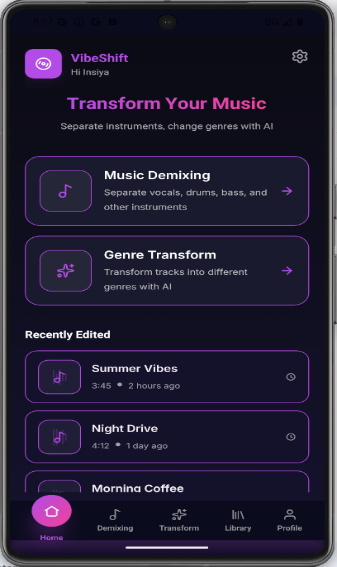 VibeShift
Hi Insiya
Transform Your Music
Separate instruments, change genres with AI
Music Demixing
Separate vocals, drums, bass, and
other instruments
Genre Transform
Transform tracks into different
genres with AI
Recently Edited
Summer Vibes
3:45 • 2 hours ago
Night Drive
4:12 • 1 day ago
Morning Coffee
Home
Demixing
Transform
Library
Profile